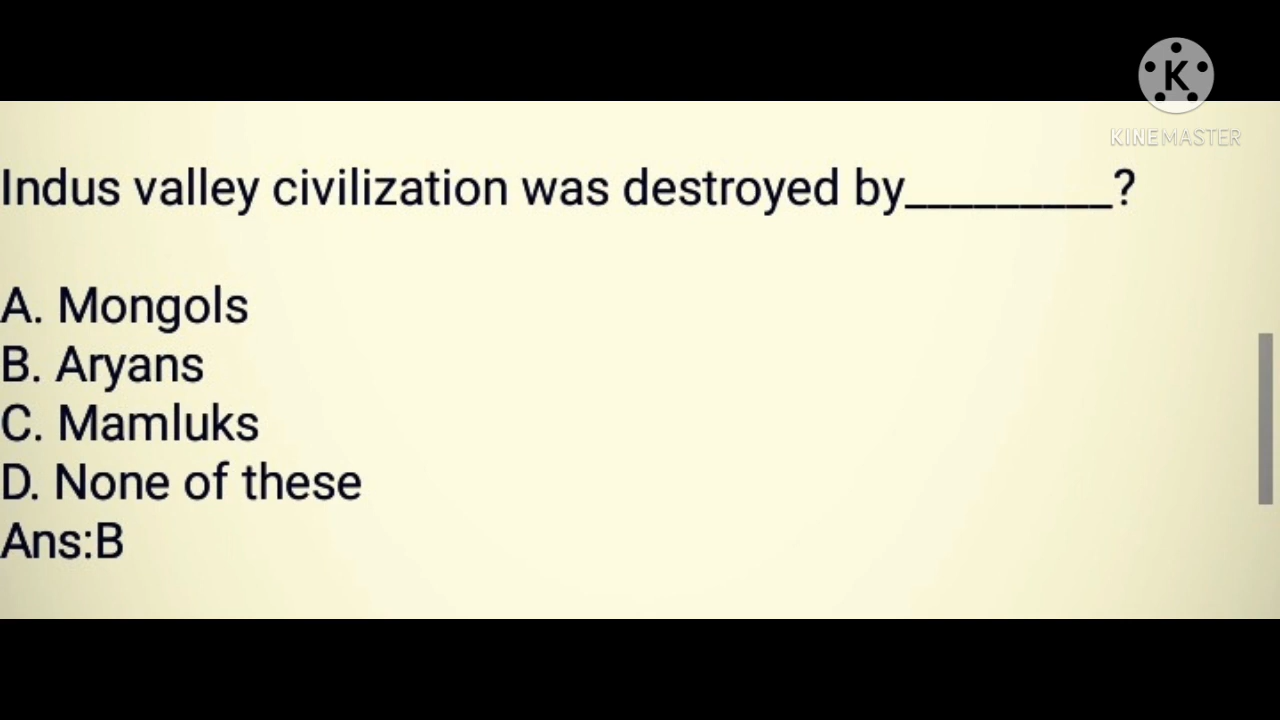 K
KINEMASTER
Indus valley civilization was destroyed by_________?
A. Mongols
B. Aryans
C. Mamluks
D. None of these
Ans:B